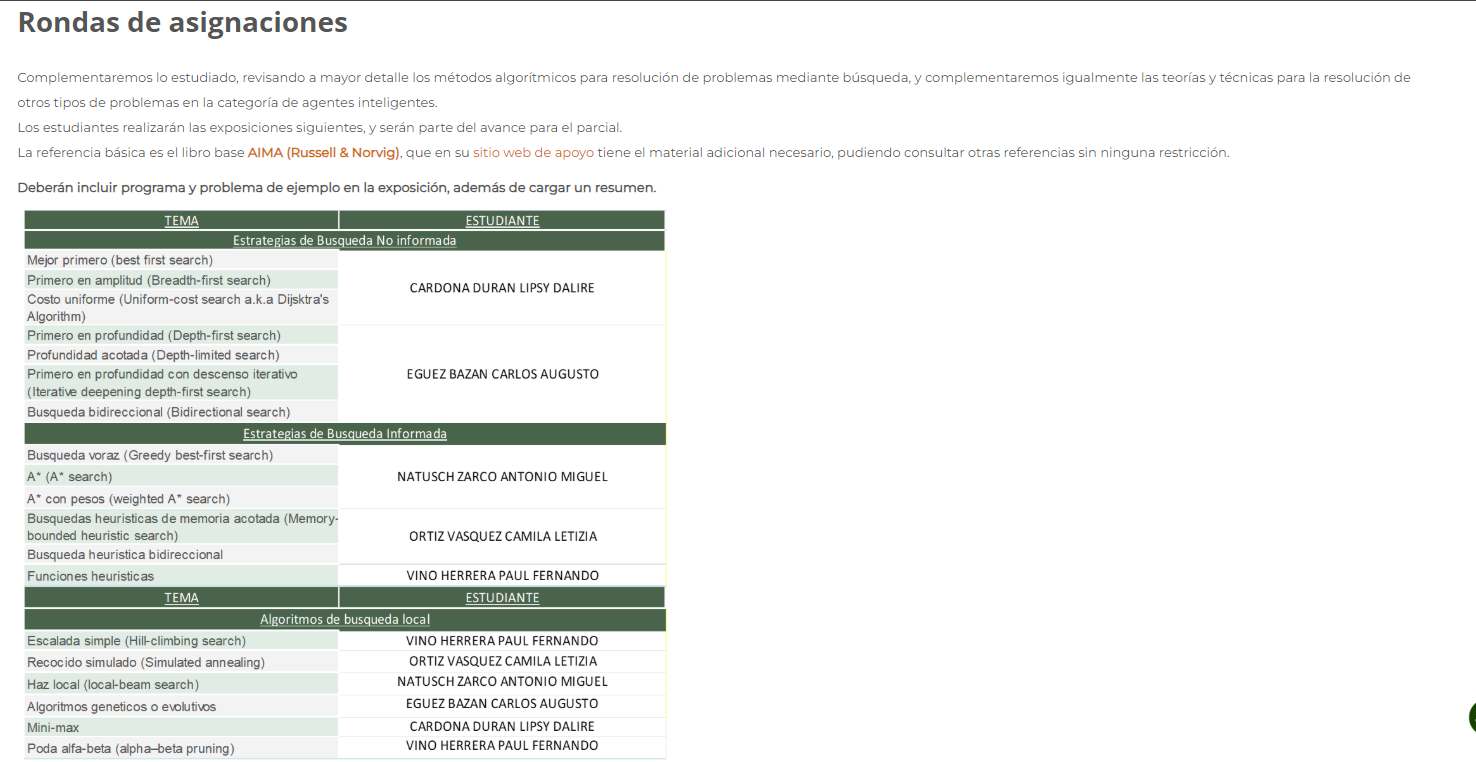 Rondas de asignaciones
Complementaremos lo estudiado, revisando a mayor detalle los métodos algorítmicos para resolución de problemas mediante búsqueda, y complementaremos igualmente las teorías y técnicas para la resolución de
otros tipos de problemas en la categoría de agentes inteligentes.
Los estudiantes realizarán las exposiciones siguientes, y serán parte del avance para el parcial.
La referencia básica es el libro base AIMA (Russell & Norvig), que en su sitio web de apoyo tiene el material adicional necesario, pudiendo consultar otras referencias sin ninguna restricción.
Deberán incluir programa y problema de ejemplo en la exposición, además de cargar un resumen.
TEMA ESTUDIANTE
Estrategias de Busqueda No informada
Mejor primero (best first search)
Primero en amplitud (Breadth-first search)
CARDONA DURAN LIPSY DALIRE
Costo uniforme (Uniform-cost search a.k.a Dijsktra's
Algorithm)
Primero en profundidad (Depth-first search)
Profundidad acotada (Depth-limited search)
Primero en profundidad con descenso iterativo
EGUEZ BAZAN CARLOS AUGUSTO
(Iterative deepening depth-first search)
Busqueda bidireccional (Bidirectional search)
Estrategias de Busqueda Informada
Busqueda voraz (Greedy best-first search)
A* (A* search)
NATUSCH ZARCO ANTONIO MIGUEL
A* con pesos (weighted A* search)
Busquedas heuristicas de memoria acotada (Memory-
bounded heuristic search)
ORTIZ VASQUEZ CAMILA LETIZIA
Busqueda heuristica bidireccional
Funciones heuristicas VINO HERRERA PAUL FERNANDO
TEMA ESTUDIANTE
Algoritmos de busqueda local
Escalada simple (Hill-climbing search) VINO HERRERA PAUL FERNANDO
Recocido simulado (Simulated annealing) ORTIZ VASQUEZ CAMILA LETIZIA
Haz local (local-beam search) NATUSCH ZARCO ANTONIO MIGUEL
Algoritmos geneticos o evolutivos EGUEZ BAZAN CARLOS AUGUSTO
Mini-max CARDONA DURAN LIPSY DALIRE
Poda alfa-beta (alpha–beta pruning) VINO HERRERA PAUL FERNANDO